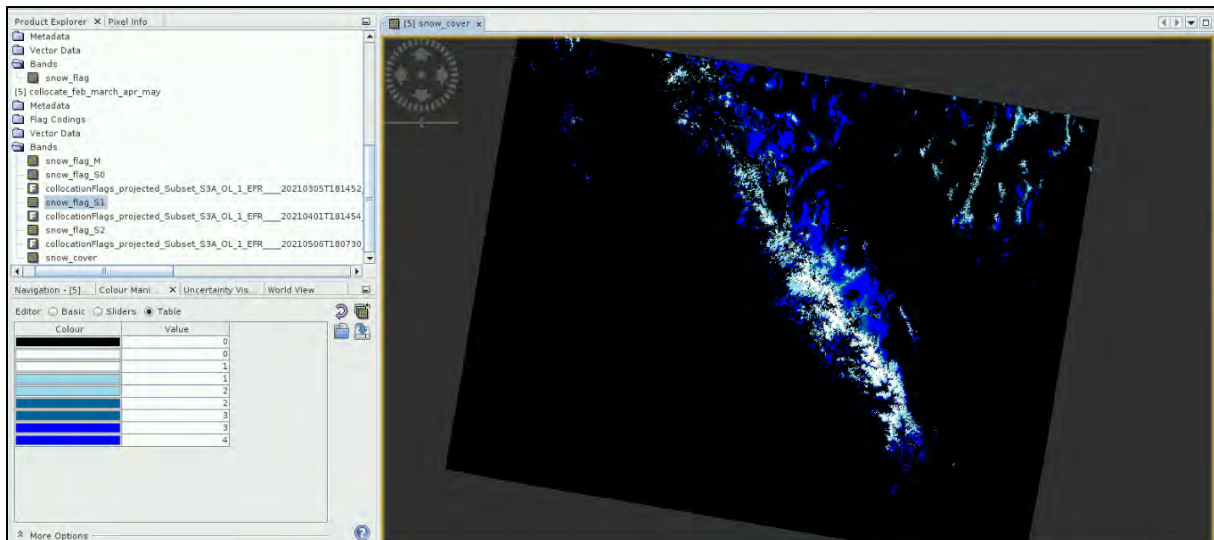 Product Explorer X Pixel Info
Metadata
Vector Data
Bands
snow_flag
[5] collocate_feb_march_apr_may
Metadata
Flag Codings
Vector Data
Bands
snow_flag_M
snow_flag_S0
collocationFlags_projected_Subset_S3A_OL_1_EFR____20210305T181452
snow_flag_S1
collocationFlags_projected_Subset_S3A_OL_1_EFR____20210401T181454
snow_flag_S2
collocationFlags_projected_Subset_S3A_OL_1_EFR____20210506T180730
snow_cover
Navigation - [5]... Colour Mani... X Uncertainty Vis... World View
Editor: Basic Sliders Table
Colour Value
0
0
1
1
2
2
3
3
4
More Options
[5] snow_cover x